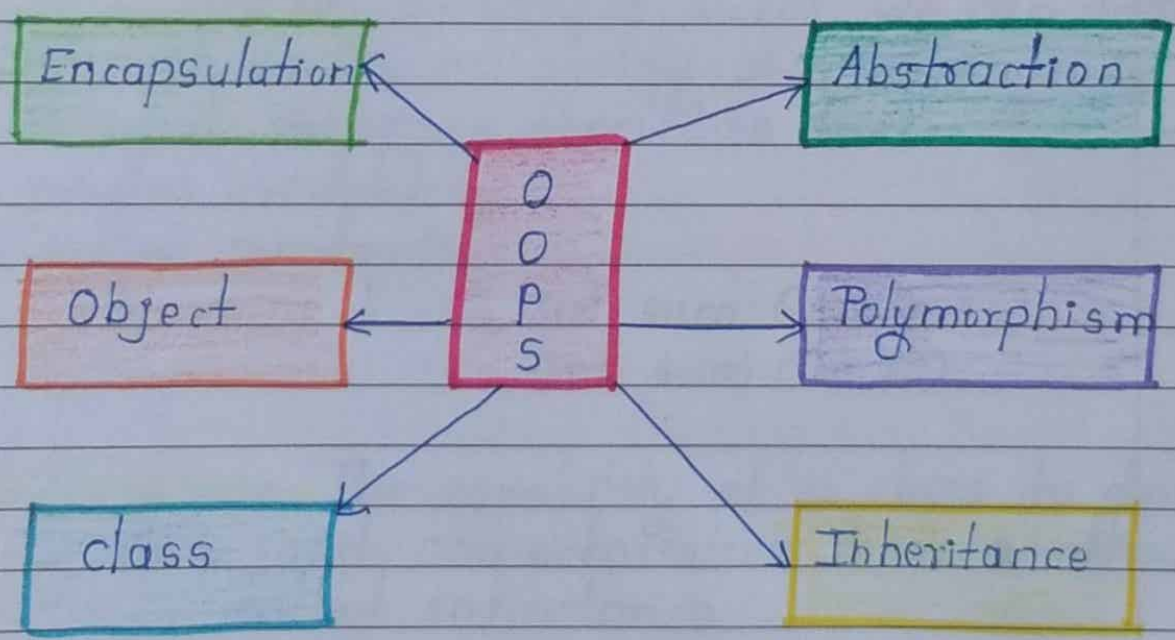 Encapsulation
Abstraction
O
O
P
S
Object
Polymorphism
class
Inheritance